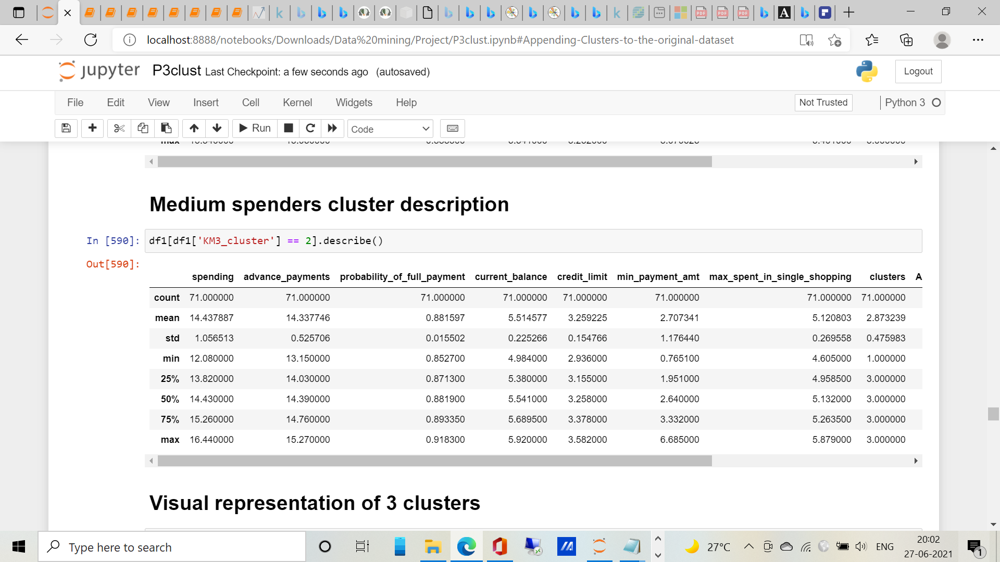 localhost:8888/notebooks/Downloads/Data%20mining/Project/P3clust.ipynb#Appending-Clusters-to-the-original-dataset
jupyter P3clust Last Checkpoint: a few seconds ago (autosaved) Logout
File Edit View Insert Cell Kernel Widgets Help Not Trusted Python 3
Run Code
Medium spenders cluster description
In [590]: df1[df1['KM3_cluster'] == 2].describe()
Out[590]:
spending advance_payments probability_of_full_payment current_balance credit_limit min_payment_amt max_spent_in_single_shopping clusters A
count 71.000000 71.000000 71.000000 71.000000 71.000000 71.000000 71.000000 71.000000
mean 14.437887 14.337746 0.881597 5.514577 3.259225 2.707341 5.120803 2.873239
std 1.056513 0.525706 0.015502 0.225266 0.154766 1.176440 0.269558 0.475983
min 12.080000 13.150000 0.852700 4.984000 2.936000 0.765100 4.605000 1.000000
25% 13.820000 14.030000 0.871300 5.380000 3.155000 1.951000 4.958500 3.000000
50% 14.430000 14.390000 0.881900 5.541000 3.258000 2.640000 5.132000 3.000000
75% 15.260000 14.760000 0.893350 5.689500 3.378000 3.332000 5.263500 3.000000
max 16.440000 15.270000 0.918300 5.920000 3.582000 6.685000 5.879000 3.000000
Visual representation of 3 clusters
Type here to search 27°C ENG 20:02
27-06-2021 1